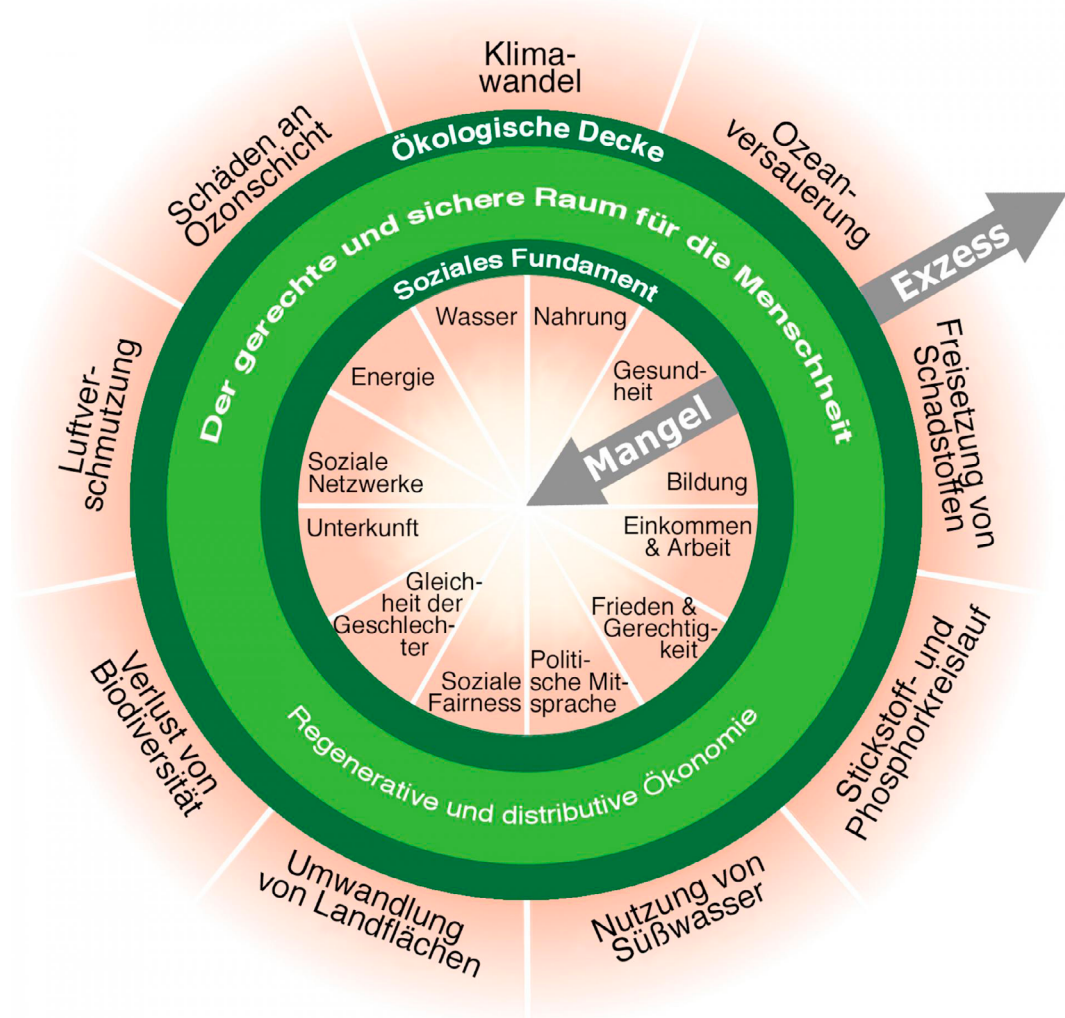 Klima-
wandel
Ozean-
versauerung
Exzess
Freisetzung von
Schadstoffen
Stickstoff- und
Phosphorkreislauf
Nutzung von
Süßwasser
Umwandlung
von Landflächen
Verlust von
Biodiversität
Luftver-
schmutzung
Schäden an
Ozonschicht
Ökologische Decke
Der gerechte und sichere Raum für die Menschheit
Soziales Fundament
Wasser
Nahrung
Energie
Gesund-
heit
Mangel
Soziale
Netzwerke
Bildung
Unterkunft
Einkommen
& Arbeit
Gleich-
heit der
Geschlech-
ter
Frieden &
Gerechtig-
keit
Soziale
Fairness
Politi-
sche Mit-
sprache
Regenerative und distributive Ökonomie